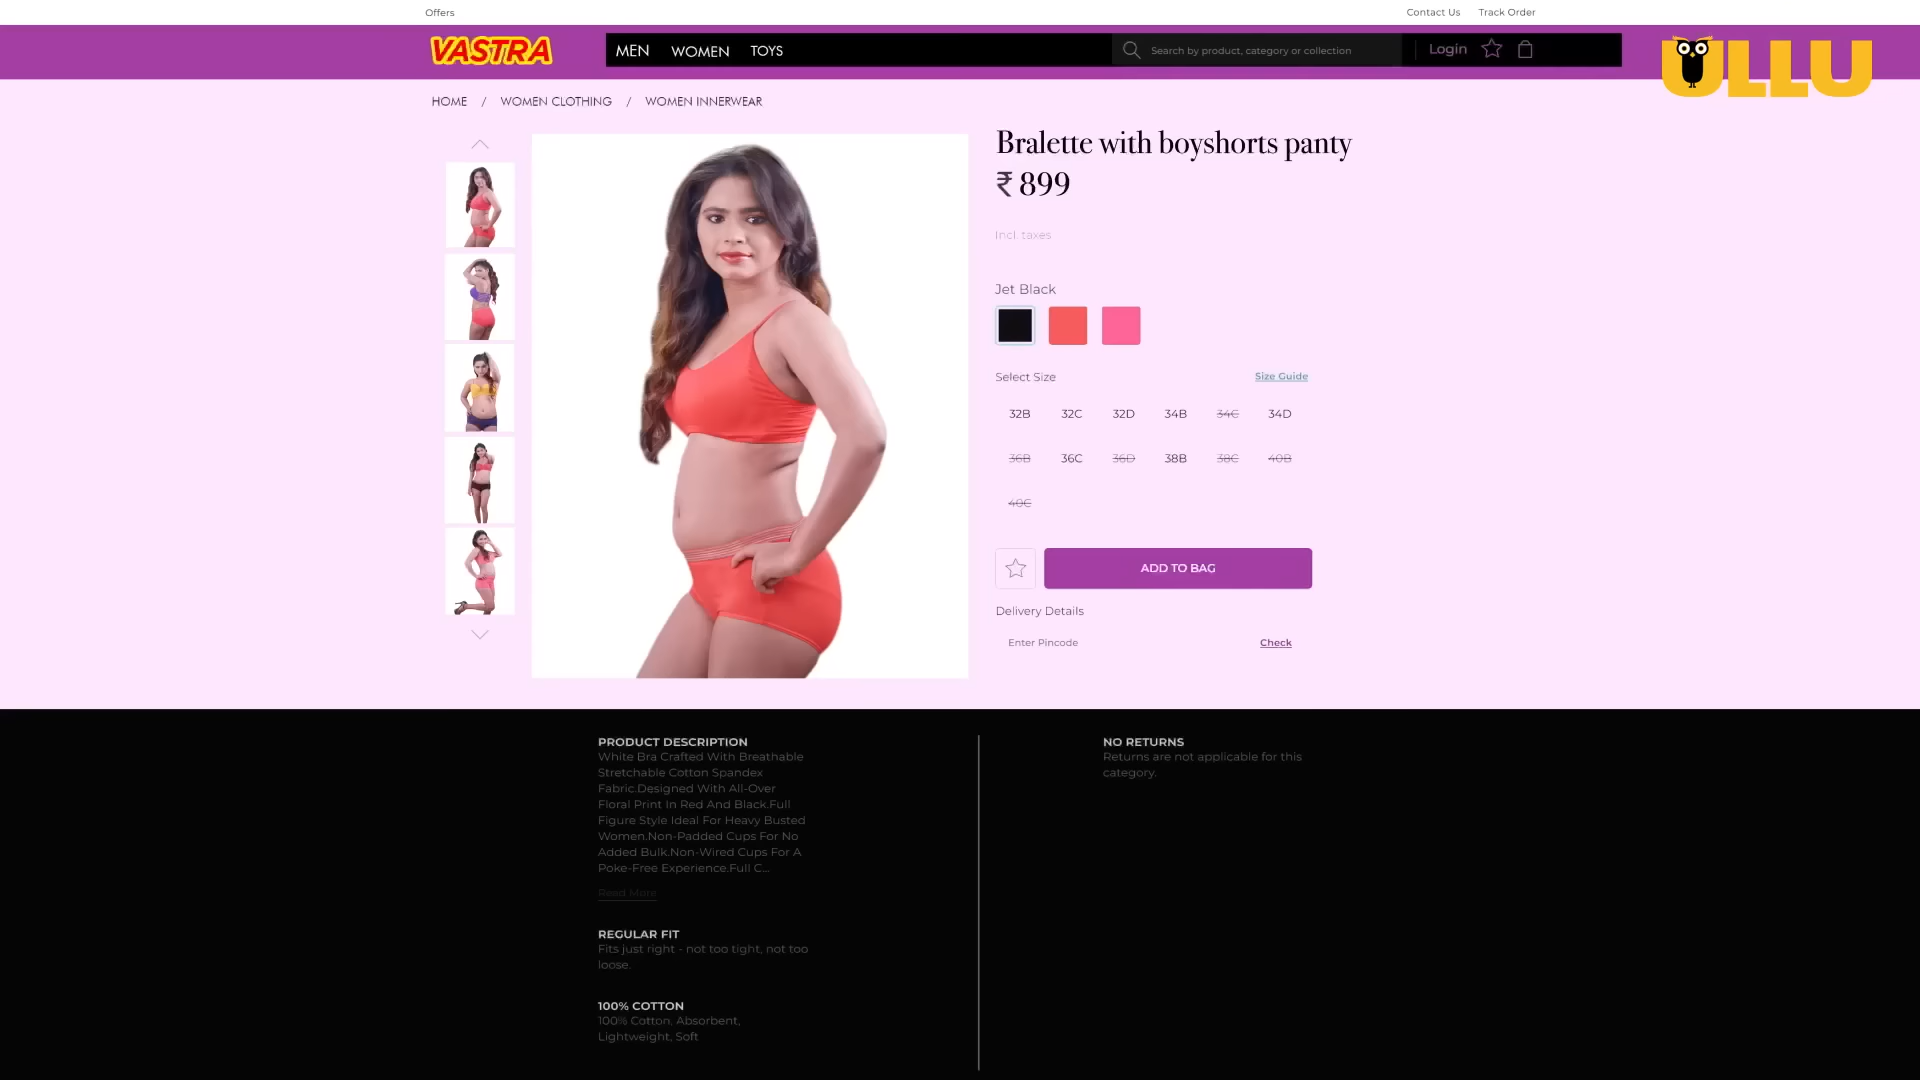 Offers
Contact Us
Track Order
VASTRA
MEN
WOMEN
TOYS
Search by product, category or collection
Login
ULLU
HOME / WOMEN CLOTHING / WOMEN INNERWEAR
Bralette with boyshorts panty
₹ 899
Incl. taxes
Jet Black
Select Size
Size Guide
32B 32C 32D 34B 34C 34D
36B 36C 36D 38B 38C 40B
40C
ADD TO BAG
Delivery Details
Enter Pincode
Check
PRODUCT DESCRIPTION
White Bra Crafted With Breathable
Stretchable Cotton Spandex
Fabric.Designed With All-Over
Floral Print In Red And Black.Full
Figure Style Ideal For Heavy Busted
Women.Non-Padded Cups For No
Added Bulk.Non-Wired Cups For A
Poke-Free Experience.Full C...
Read More
REGULAR FIT
Fits just right - not too tight, not too
loose.
100% COTTON
100% Cotton, Absorbent,
Lightweight, Soft
NO RETURNS
Returns are not applicable for this
category.